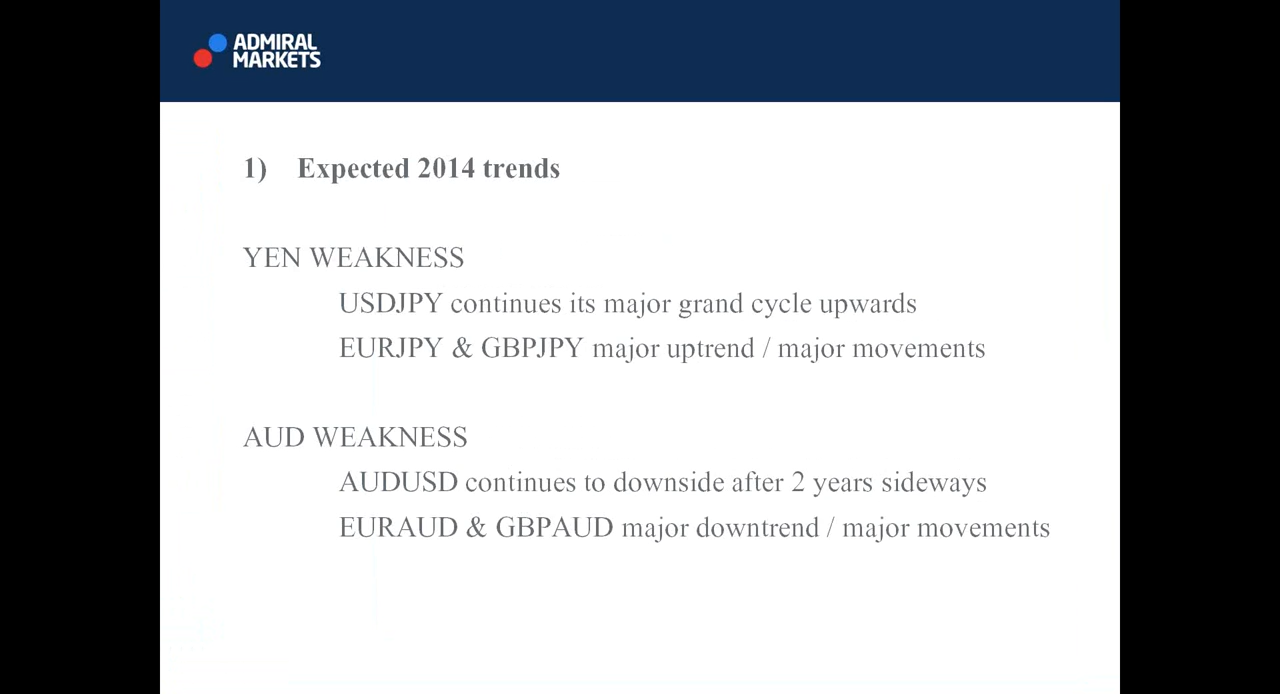 ADMIRAL
MARKETS
1) Expected 2014 trends
YEN WEAKNESS
USDJPY continues its major grand cycle upwards
EURJPY & GBPJPY major uptrend / major movements
AUD WEAKNESS
AUDUSD continues to downside after 2 years sideways
EURAUD & GBPAUD major downtrend / major movements